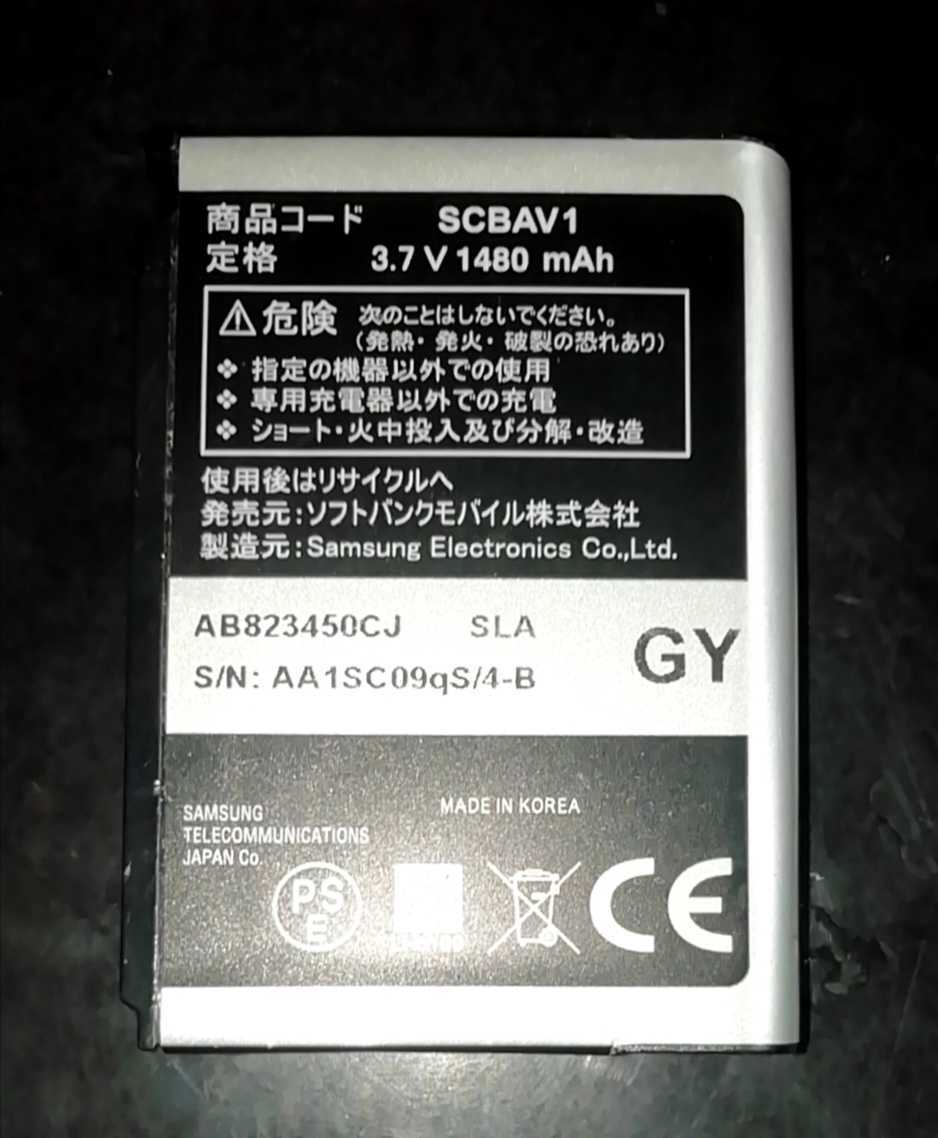 商品コード SCBAV1
定格 3.7 V 1480 mAh
⚠危険 次のことはしないでください。
（発熱・発火・破裂の恐れあり）
❖ 指定の機器以外での使用
❖ 専用充電器以外での充電
❖ ショート・火中投入及び分解・改造
使用後はリサイクルへ
発売元:ソフトバンクモバイル株式会社
製造元:Samsung Electronics Co.,Ltd.
AB823450CJ SLA
GY
S/N: AA1SC09qS/4-B
MADE IN KOREA
SAMSUNG
TELECOMMUNICATIONS
JAPAN Co.
PS
E
CE